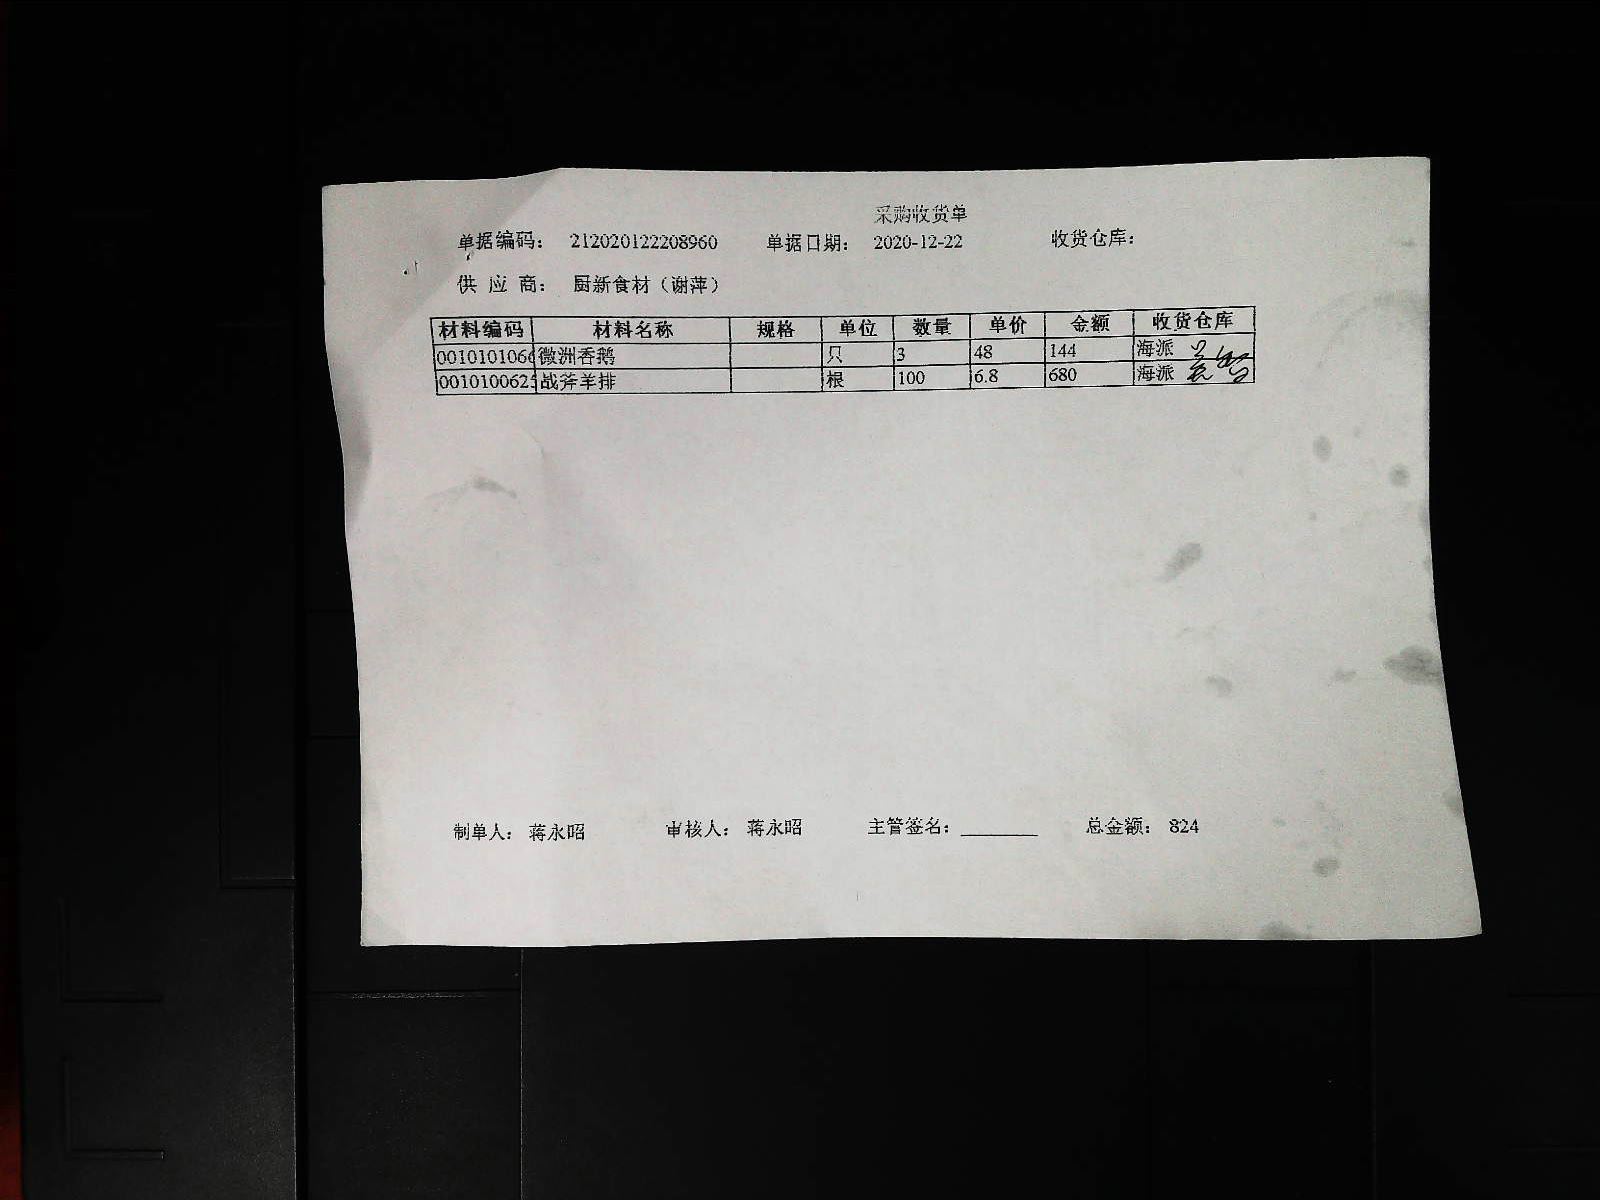 采购收货单
单据编码： 212020122208960 单据日期： 2020-12-22 收货仓库：
供 应 商： 厨新食材（谢萍）
材料编码 材料名称 规格 单位 数量 单价 金额 收货仓库
0010101066 微洲香鹅 只 3 48 144 海派
0010100625 战斧羊排 根 100 6.8 680 海派
制单人： 蒋永昭 审核人： 蒋永昭 主管签名： 总金额： 824